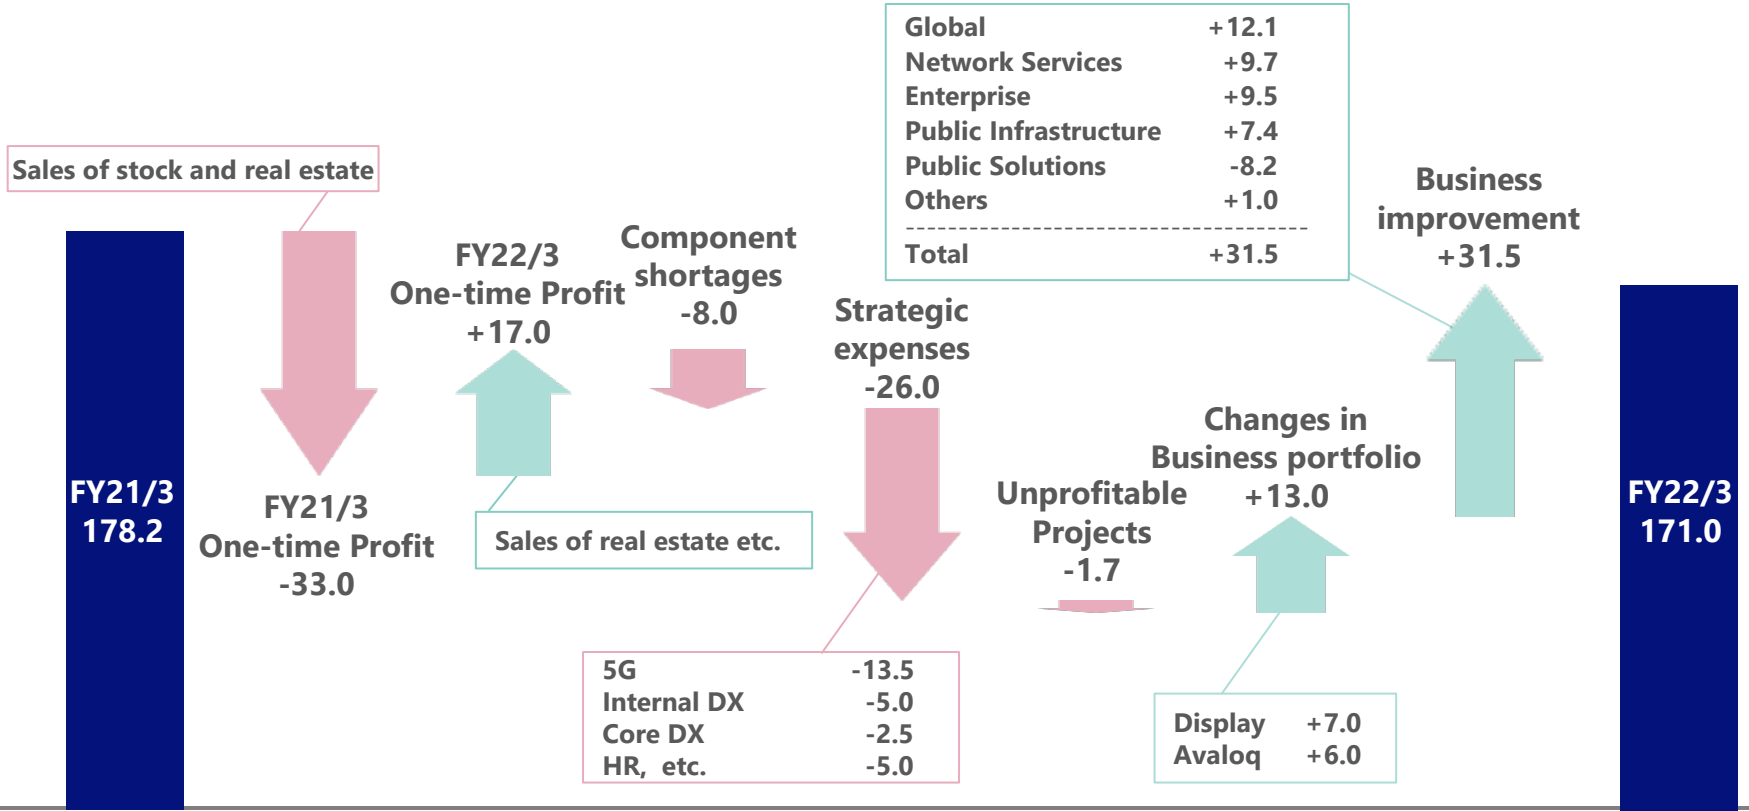 Global +12.1
Network Services +9.7
Enterprise +9.5
Public Infrastructure +7.4
Public Solutions -8.2
Others +1.0
Total +31.5
Sales of stock and real estate
FY21/3
178.2
FY21/3
One-time Profit
-33.0
FY22/3
One-time Profit
+17.0
Sales of real estate etc.
Component
shortages
-8.0
Strategic
expenses
-26.0
5G -13.5
Internal DX -5.0
Core DX -2.5
HR, etc. -5.0
Unprofitable
Projects
-1.7
Changes in
Business portfolio
+13.0
Display +7.0
Avaloq +6.0
Business
improvement
+31.5
FY22/3
171.0